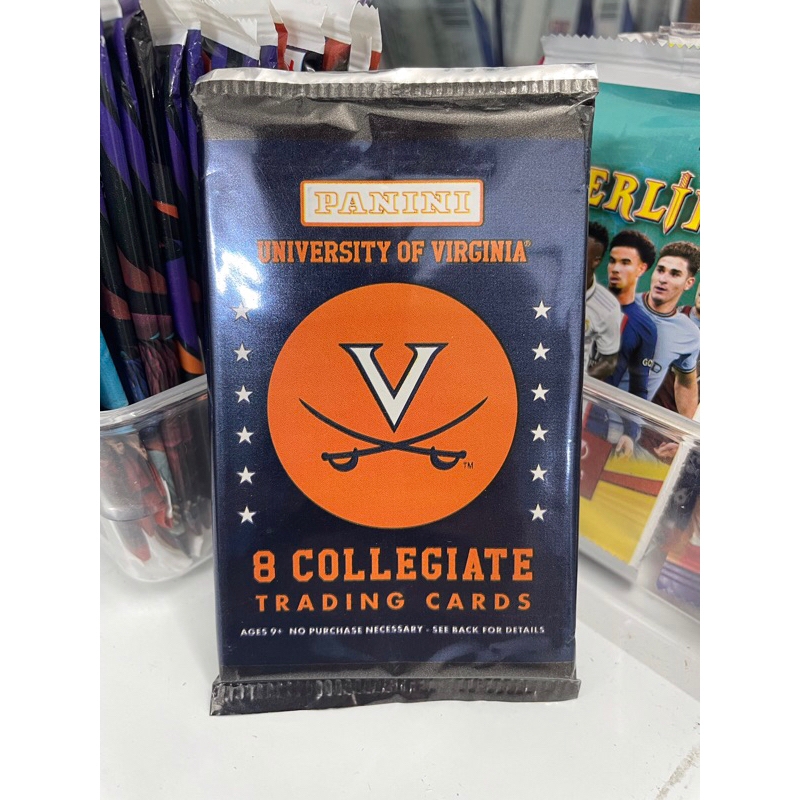 PANINI
UNIVERSITY OF VIRGINIA®
V
TM
8 COLLEGIATE
TRADING CARDS
AGES 9+ NO PURCHASE NECESSARY - SEE BACK FOR DETAILS